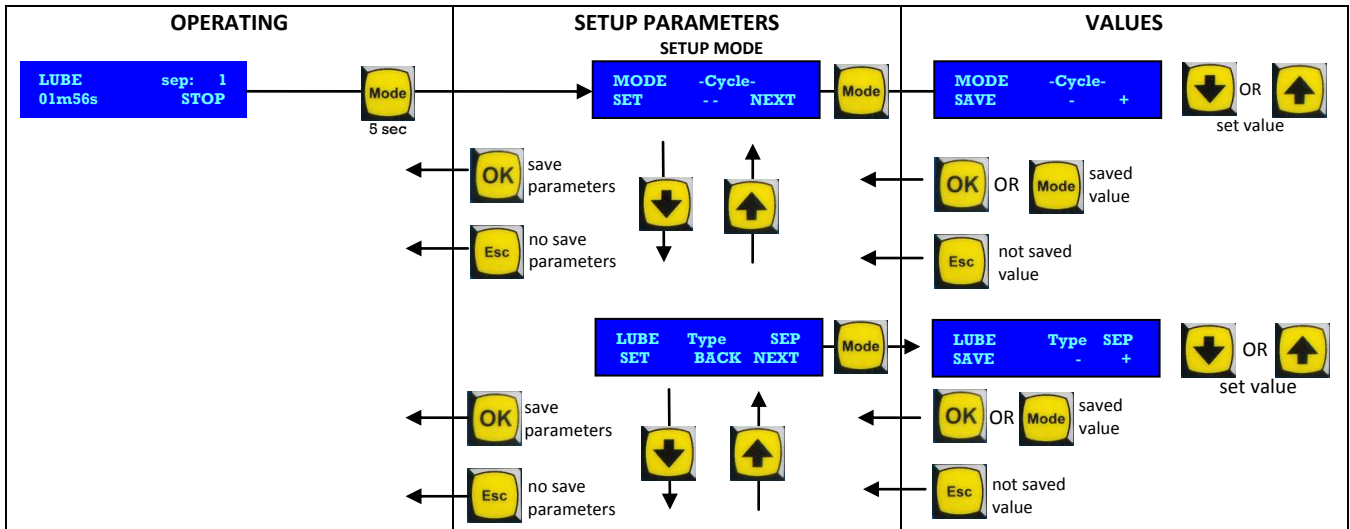 OPERATING
SETUP PARAMETERS
VALUES
SETUP MODE
LUBE sep: 1
01m56s STOP
Mode
5 sec
MODE -Cycle-
SET -- NEXT
Mode
MODE -Cycle-
SAVE - +
OR
set value
OK save
parameters
Esc no save
parameters
OK OR Mode saved
value
Esc not saved
value
LUBE Type SEP
SET BACK NEXT
Mode
LUBE Type SEP
SAVE - +
OR
set value
OK save
parameters
Esc no save
parameters
OK OR Mode saved
value
Esc not saved
value